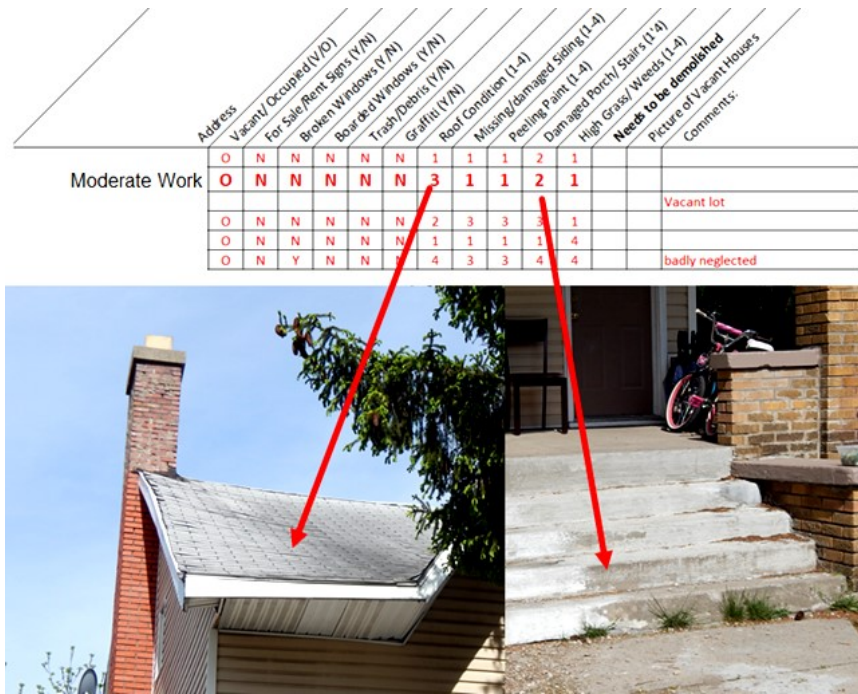 Address
Vacant/ Occupied (V/O)
For Sale/Rent Signs (Y/N)
Broken Windows (Y/N)
Boarded Windows (Y/N)
Trash/Debris (Y/N)
Graffiti (Y/N)
Roof Condition (1-4)
Missing/damaged Siding (1-4)
Peeling Paint (1-4)
Damaged Porch/ Stairs (1'4)
High Grass/ Weeds (1-4)
Needs to be demolished
Picture of Vacant Houses
Comments:
O N N N N N 1 1 1 2 1
Moderate Work O N N N N N 3 1 1 2 1
Vacant lot
O N N N N N 2 3 3 3 1
O N N N N N 1 1 1 1 4
O N Y N N N 4 3 3 4 4 badly neglected